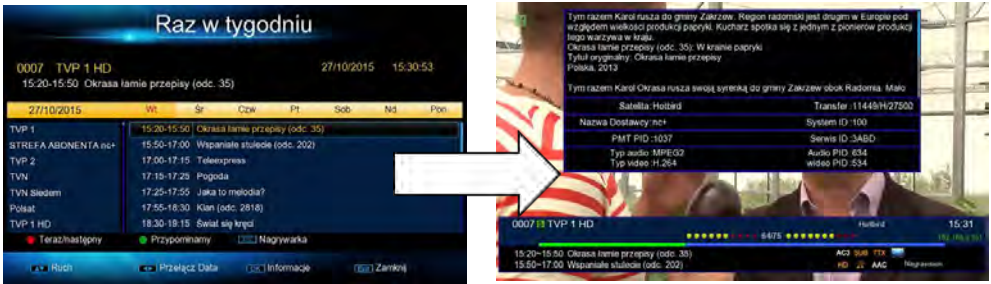 Raz w tygodniu
0007 TVP 1 HD 27/10/2015 15:30:53
15:20-15:50 Okrasa łamie przepisy (odc. 35)
27/10/2015 Wt Śr Czw Pt Sob Nd Pon
TVP 1 15:20-15:50 Okrasa łamie przepisy (odc. 35)
STREFA ABONENTA nc+ 15:50-17:00 Wspaniałe stulecie (odc. 202)
TVP 2 17:00-17:15 Teleexpress
TVN 17:15-17:25 Pogoda
TVN Siedem 17:25-17:55 Jaka to melodia?
Polsat 17:55-18:30 Klan (odc. 2818)
TVP 1 HD 18:30-19:15 Świat się kręci
Teraz/następny Przypominamy Nagrywarka
Ruch Przełącz Data OK Informacje Zamknij
Tym razem Karol rusza do gminy Zakrzew. Region radomski jest drugim w Europie pod
względem wielkości produkcji papryki. Kucharz spotka się z jednym z pionierów produkcji
tego warzywa w kraju.
Okrasa łamie przepisy (odc. 35): W krainie papryki
Tytuł oryginalny: Okrasa łamie przepisy
Polska, 2013
Tym razem Karol Okrasa rusza swoją syrenką do gminy Zakrzew obok Radomia. Mało
Satelita:Hotbird Transfer :11449/H/27500
Nazwa Dostawcy:nc+ System ID :100
PMT PID :1037 Serwis ID :3ABD
Typ audio :MPEG2 Audio PID :634
Typ video :H.264 wideo PID :534
0007 TVP 1 HD Hotbird 15:31
64/75
15:20~15:50 Okrasa łamie przepisy (odc. 35) AC3 SUB TTX
15:50~17:00 Wspaniałe stulecie (odc. 202) HD AAC Nagravision